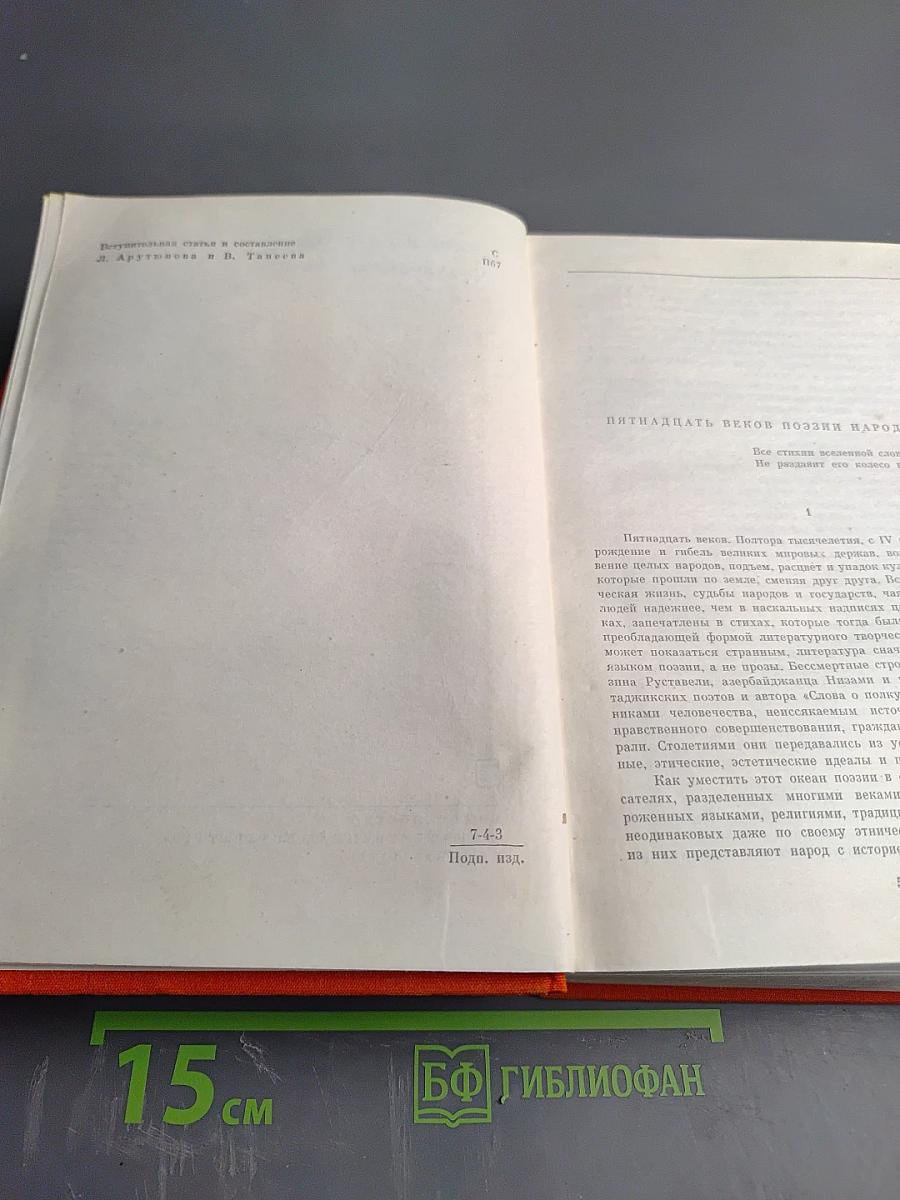 Вступительная статья и составление
Л. Арутюнова и В. Танеева
С
П67
7-4-3
Подп. изд.
ПЯТНАДЦАТЬ ВЕКОВ ПОЭЗИИ НАРОД
Все стихии вселенной
Не раздавит его колесо
1
Пятнадцать веков. Полтора тысячелетия, с IV
рождение и гибель великих мировых держав,
вение целых народов, подъем, расцвет и упадок
которые прошли по земле, сменяя друг друга.
ческая жизнь, судьбы народов и государств,
людей надежнее, чем в наскальных надписях
ках, запечатлены в стихах, которые тогда
преобладающей формой литературного
может показаться странным, литература
языком поэзии, а не прозы. Бессмертные
зина Руставели, азербайджанца Низами и
таджикских поэтов и автора «Слова о полку
никами человечества, неиссякаемым
нравственного совершенствования,
рали. Столетиями они передавались из
ные, этические, эстетические идеалы и
Как уместить этот океан поэзии в
сателях, разделенных многими веками
роженных языками, религиями,
неодинаковых даже по своему
из них представляют народ с
15 см
БФ ГИБЛИОФАН